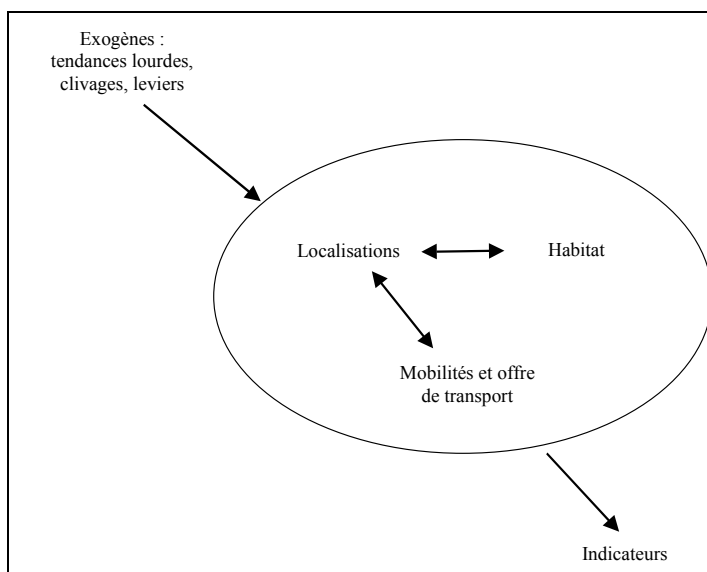 Exogènes :
tendances lourdes,
clivages, leviers
Localisations
Habitat
Mobilités et offre
de transport
Indicateurs